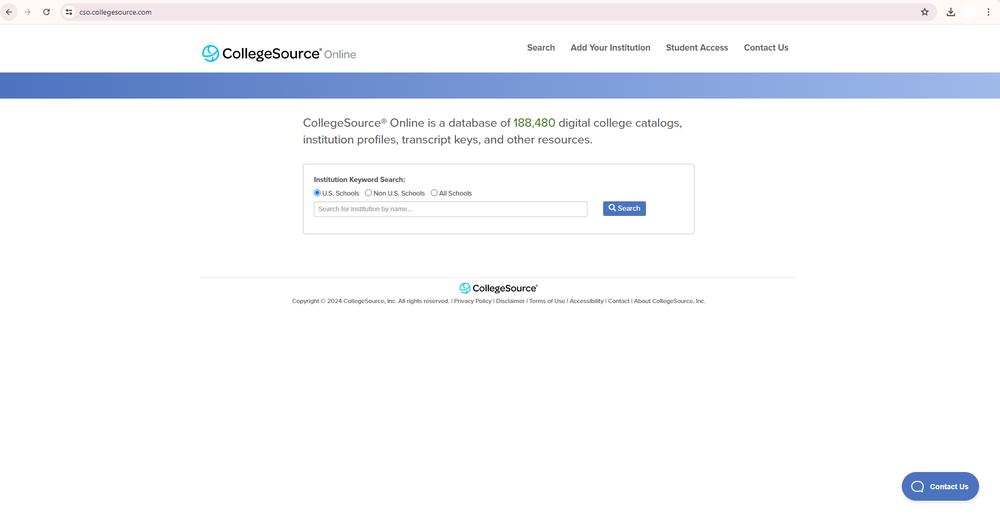 cso.collegesource.com
CollegeSource® Online
Search Add Your Institution Student Access Contact Us
CollegeSource® Online is a database of 188,480 digital college catalogs,
institution profiles, transcript keys, and other resources.
Institution Keyword Search:
U.S. Schools Non U.S. Schools All Schools
Search for institution by name...
Search
CollegeSource®
Copyright © 2024 CollegeSource, Inc. All rights reserved. | Privacy Policy | Disclaimer | Terms of Use | Accessibility | Contact | About CollegeSource, Inc.
Contact Us